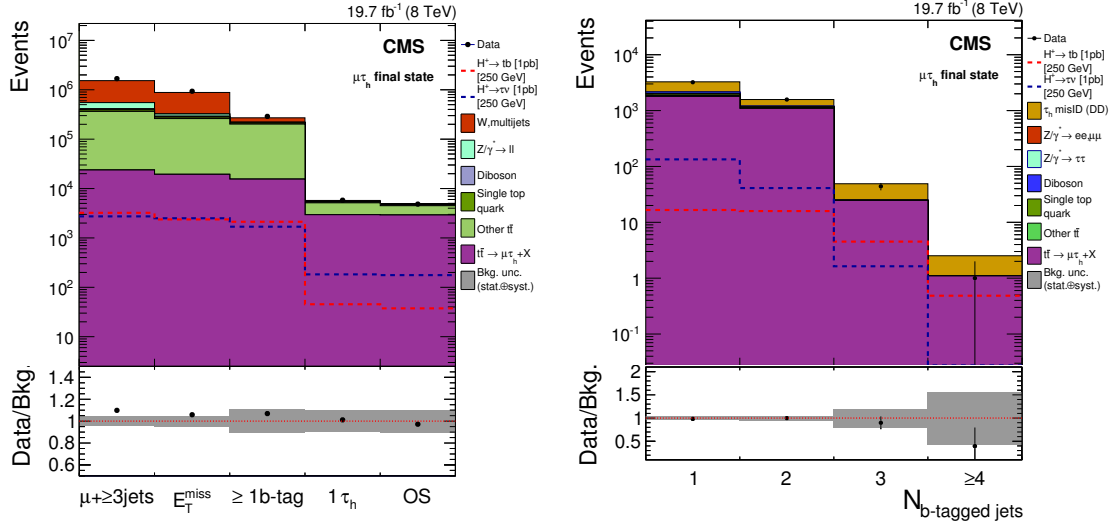 19.7 fb⁻¹ (8 TeV)
Events
10⁷
10⁶
10⁵
10⁴
10³
10²
10
CMS
μτh final state
Data
H⁺→ tb [1pb]
[250 GeV]
H⁺→τν [1pb]
[250 GeV]
W,multijets
Z/γ*→ ll
Diboson
Single top
quark
Other tt̄
tt̄ → μτh+X
Bkg. unc.
(stat.⊕syst.)
Data/Bkg.
1.4
1.2
1
0.8
0.6
μ+≥3jets
E_T^miss
≥ 1b-tag
1 τh
OS
19.7 fb⁻¹ (8 TeV)
Events
10⁴
10³
10²
10
1
10⁻¹
CMS
μτh final state
Data
H⁺→ tb [1pb]
[250 GeV]
H⁺→τν [1pb]
[250 GeV]
τh misID (DD)
Z/γ*→ ee,μμ
Z/γ*→ ττ
Diboson
Single top
quark
Other tt̄
tt̄ → μτh+X
Bkg. unc.
(stat.⊕syst.)
Data/Bkg.
2
1.5
1
0.5
1
2
3
≥4
N b-tagged jets